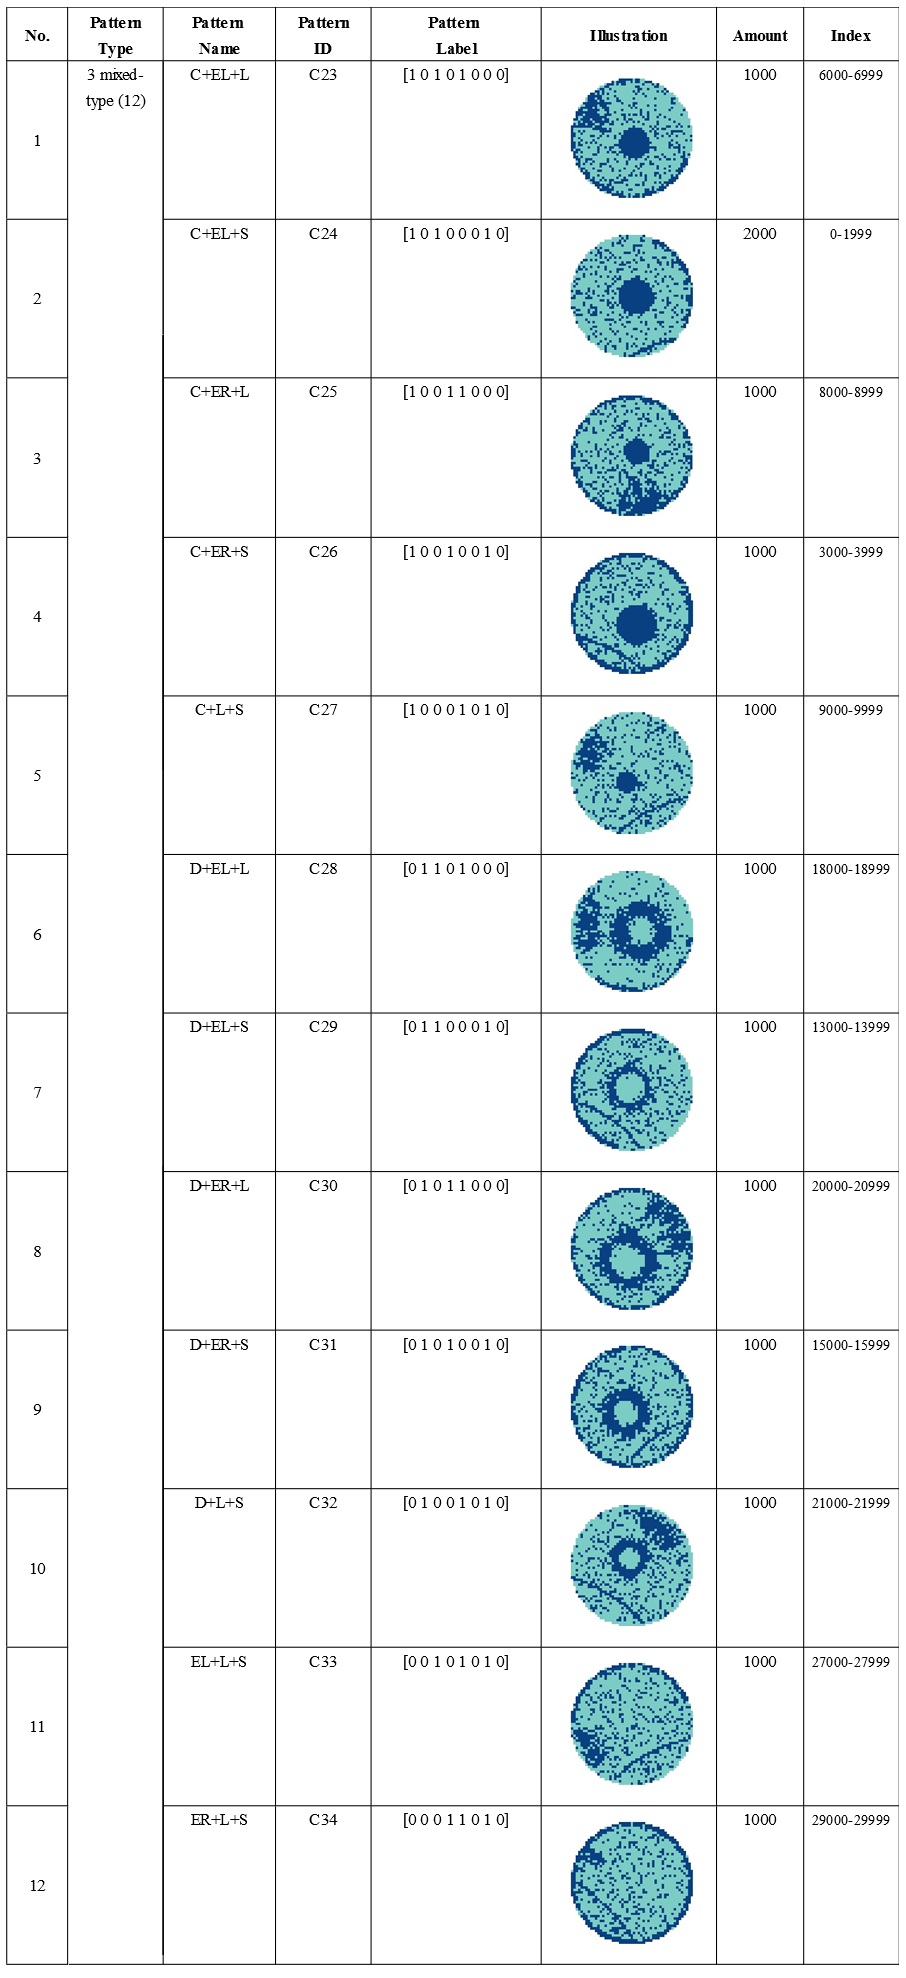 No. Pattern Type Pattern Name Pattern ID Pattern Label Illustration Amount Index
1 3 mixed-type (12) C+EL+L C23 [1 0 1 0 1 0 0 0] 1000 6000-6999
2 C+EL+S C24 [1 0 1 0 0 0 1 0] 2000 0-1999
3 C+ER+L C25 [1 0 0 1 1 0 0 0] 1000 8000-8999
4 C+ER+S C26 [1 0 0 1 0 0 1 0] 1000 3000-3999
5 C+L+S C27 [1 0 0 0 1 0 1 0] 1000 9000-9999
6 D+EL+L C28 [0 1 1 0 1 0 0 0] 1000 18000-18999
7 D+EL+S C29 [0 1 1 0 0 0 1 0] 1000 13000-13999
8 D+ER+L C30 [0 1 0 1 1 0 0 0] 1000 20000-20999
9 D+ER+S C31 [0 1 0 1 0 0 1 0] 1000 15000-15999
10 D+L+S C32 [0 1 0 0 1 0 1 0] 1000 21000-21999
11 EL+L+S C33 [0 0 1 0 1 0 1 0] 1000 27000-27999
12 ER+L+S C34 [0 0 0 1 1 0 1 0] 1000 29000-29999